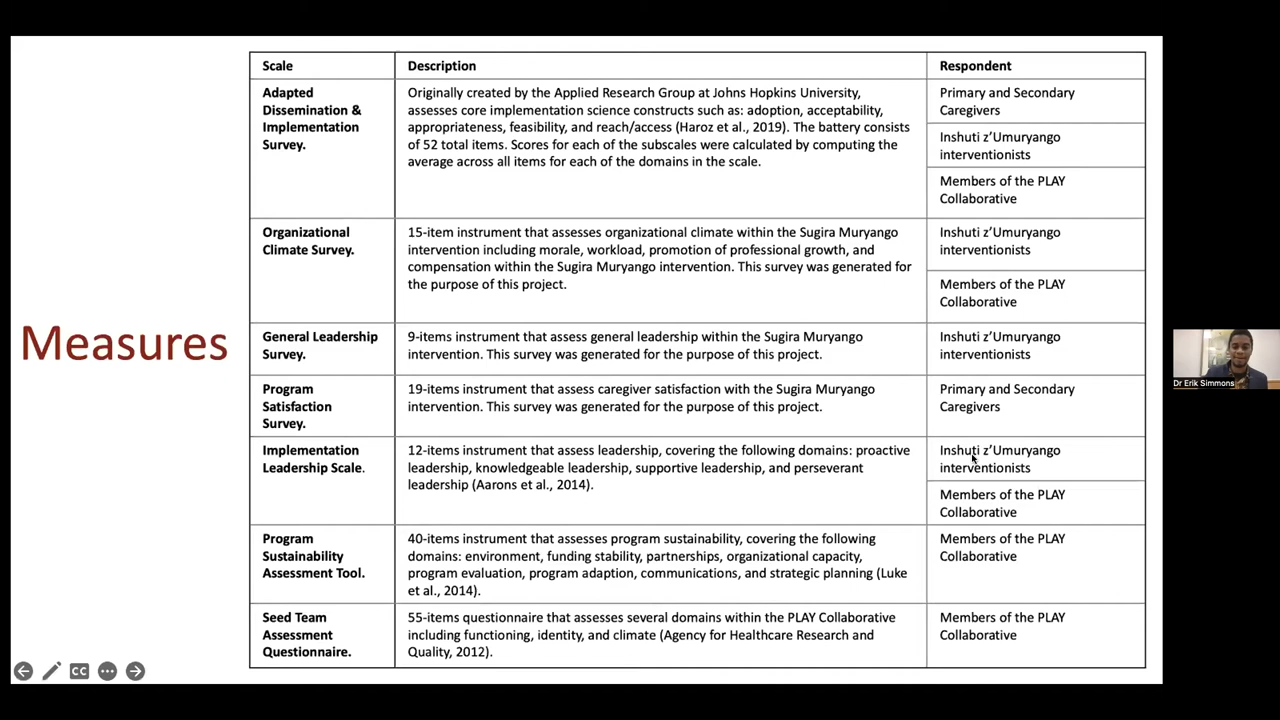 Measures
Scale
Description
Respondent
Adapted
Dissemination &
Implementation
Survey.
Originally created by the Applied Research Group at Johns Hopkins University,
assesses core implementation science constructs such as: adoption, acceptability,
appropriateness, feasibility, and reach/access (Haroz et al., 2019). The battery consists
of 52 total items. Scores for each of the subscales were calculated by computing the
average across all items for each of the domains in the scale.
Primary and Secondary
Caregivers
Inshuti z’Umuryango
interventionists
Members of the PLAY
Collaborative
Organizational
Climate Survey.
15-item instrument that assesses organizational climate within the Sugira Muryango
intervention including morale, workload, promotion of professional growth, and
compensation within the Sugira Muryango intervention. This survey was generated for
the purpose of this project.
Inshuti z’Umuryango
interventionists
Members of the PLAY
Collaborative
General Leadership
Survey.
9-items instrument that assess general leadership within the Sugira Muryango
intervention. This survey was generated for the purpose of this project.
Inshuti z’Umuryango
interventionists
Program
Satisfaction
Survey.
19-items instrument that assess caregiver satisfaction with the Sugira Muryango
intervention. This survey was generated for the purpose of this project.
Primary and Secondary
Caregivers
Implementation
Leadership Scale.
12-items instrument that assess leadership, covering the following domains: proactive
leadership, knowledgeable leadership, supportive leadership, and perseverant
leadership (Aarons et al., 2014).
Inshuti z’Umuryango
interventionists
Members of the PLAY
Collaborative
Program
Sustainability
Assessment Tool.
40-items instrument that assesses program sustainability, covering the following
domains: environment, funding stability, partnerships, organizational capacity,
program evaluation, program adaption, communications, and strategic planning (Luke
et al., 2014).
Members of the PLAY
Collaborative
Seed Team
Assessment
Questionnaire.
55-items questionnaire that assesses several domains within the PLAY Collaborative
including functioning, identity, and climate (Agency for Healthcare Research and
Quality, 2012).
Members of the PLAY
Collaborative
Dr Erik Simmons
CC